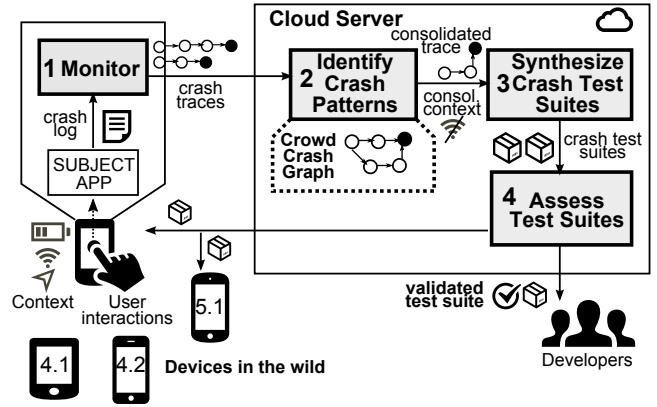 Cloud Server
1 Monitor
crash
traces
2 Identify
Crash
Patterns
consolidated
trace
consol.
context
Synthesize
3 Crash Test
Suites
crash
log
SUBJECT
APP
Crowd
Crash
Graph
crash test
suites
4 Assess
Test Suites
Context
User
interactions
5.1
validated
test suite
Developers
4.1
4.2
Devices in the wild